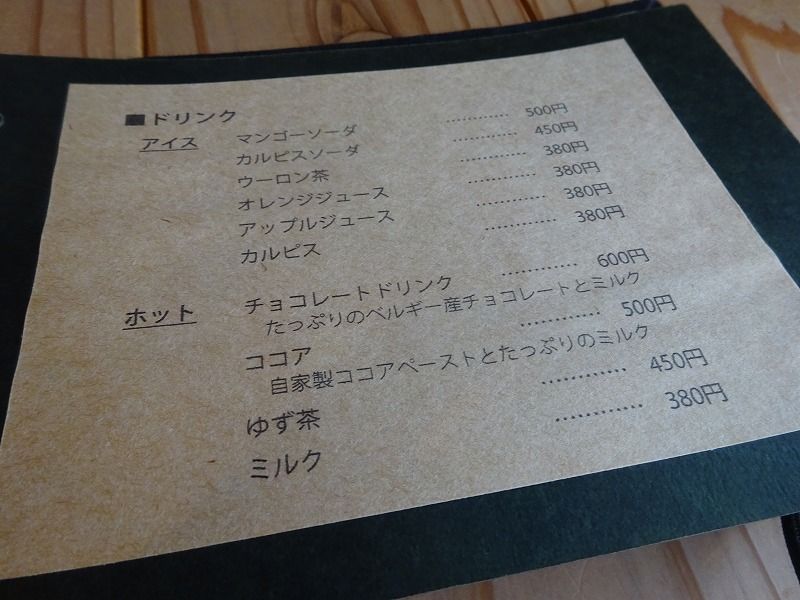 ■ドリンク
アイス マンゴーソーダ ………… 500円
カルピスソーダ ………… 450円
ウーロン茶 ………… 380円
オレンジジュース ………… 380円
アップルジュース ………… 380円
カルピス ………… 380円
ホット チョコレートドリンク ………… 600円
たっぷりのベルギー産チョコレートとミルク
ココア ………… 500円
自家製ココアペーストとたっぷりのミルク
ゆず茶 ………… 450円
ミルク ………… 380円